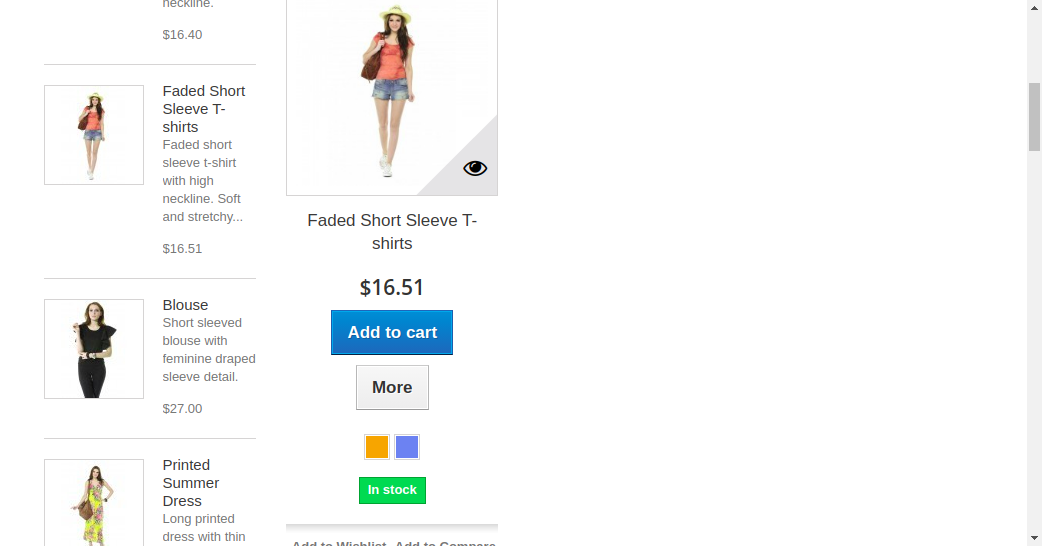 neckline.
$16.40
Faded Short
Sleeve T-
shirts
Faded short
sleeve t-shirt
with high
neckline. Soft
and stretchy...
$16.51
Blouse
Short sleeved
blouse with
feminine draped
sleeve detail.
$27.00
Printed
Summer
Dress
Long printed
dress with thin
Faded Short Sleeve T-
shirts
$16.51
Add to cart
More
In stock
Add to Wishlist
Add to Compare